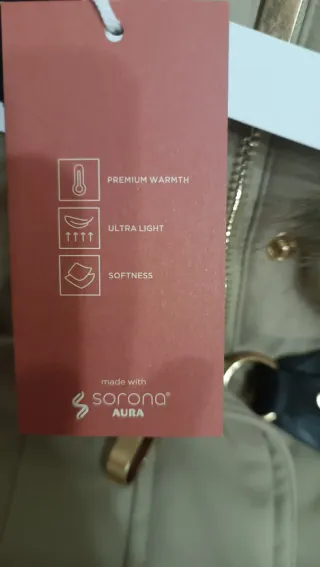 PREMIUM WARMTH
ULTRA LIGHT
SOFTNESS
made with
sorona®
AURA